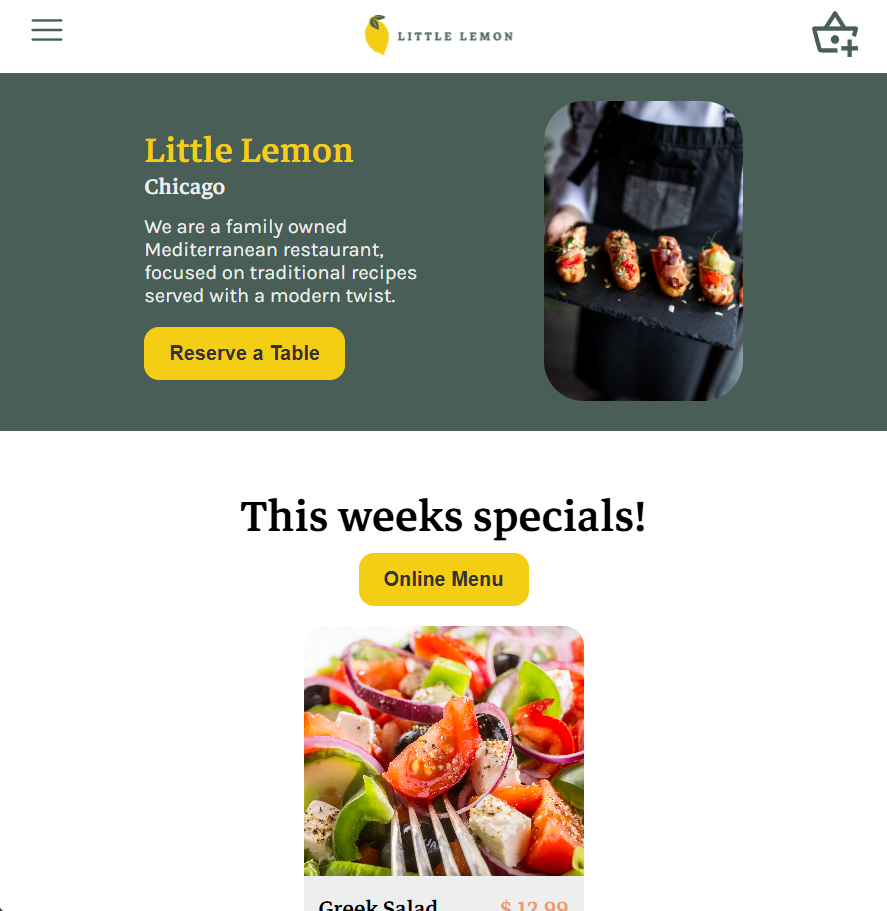 LITTLE LEMON
Little Lemon
Chicago
We are a family owned
Mediterranean restaurant,
focused on traditional recipes
served with a modern twist.
Reserve a Table
This weeks specials!
Online Menu
Greek Salad $ 12.99